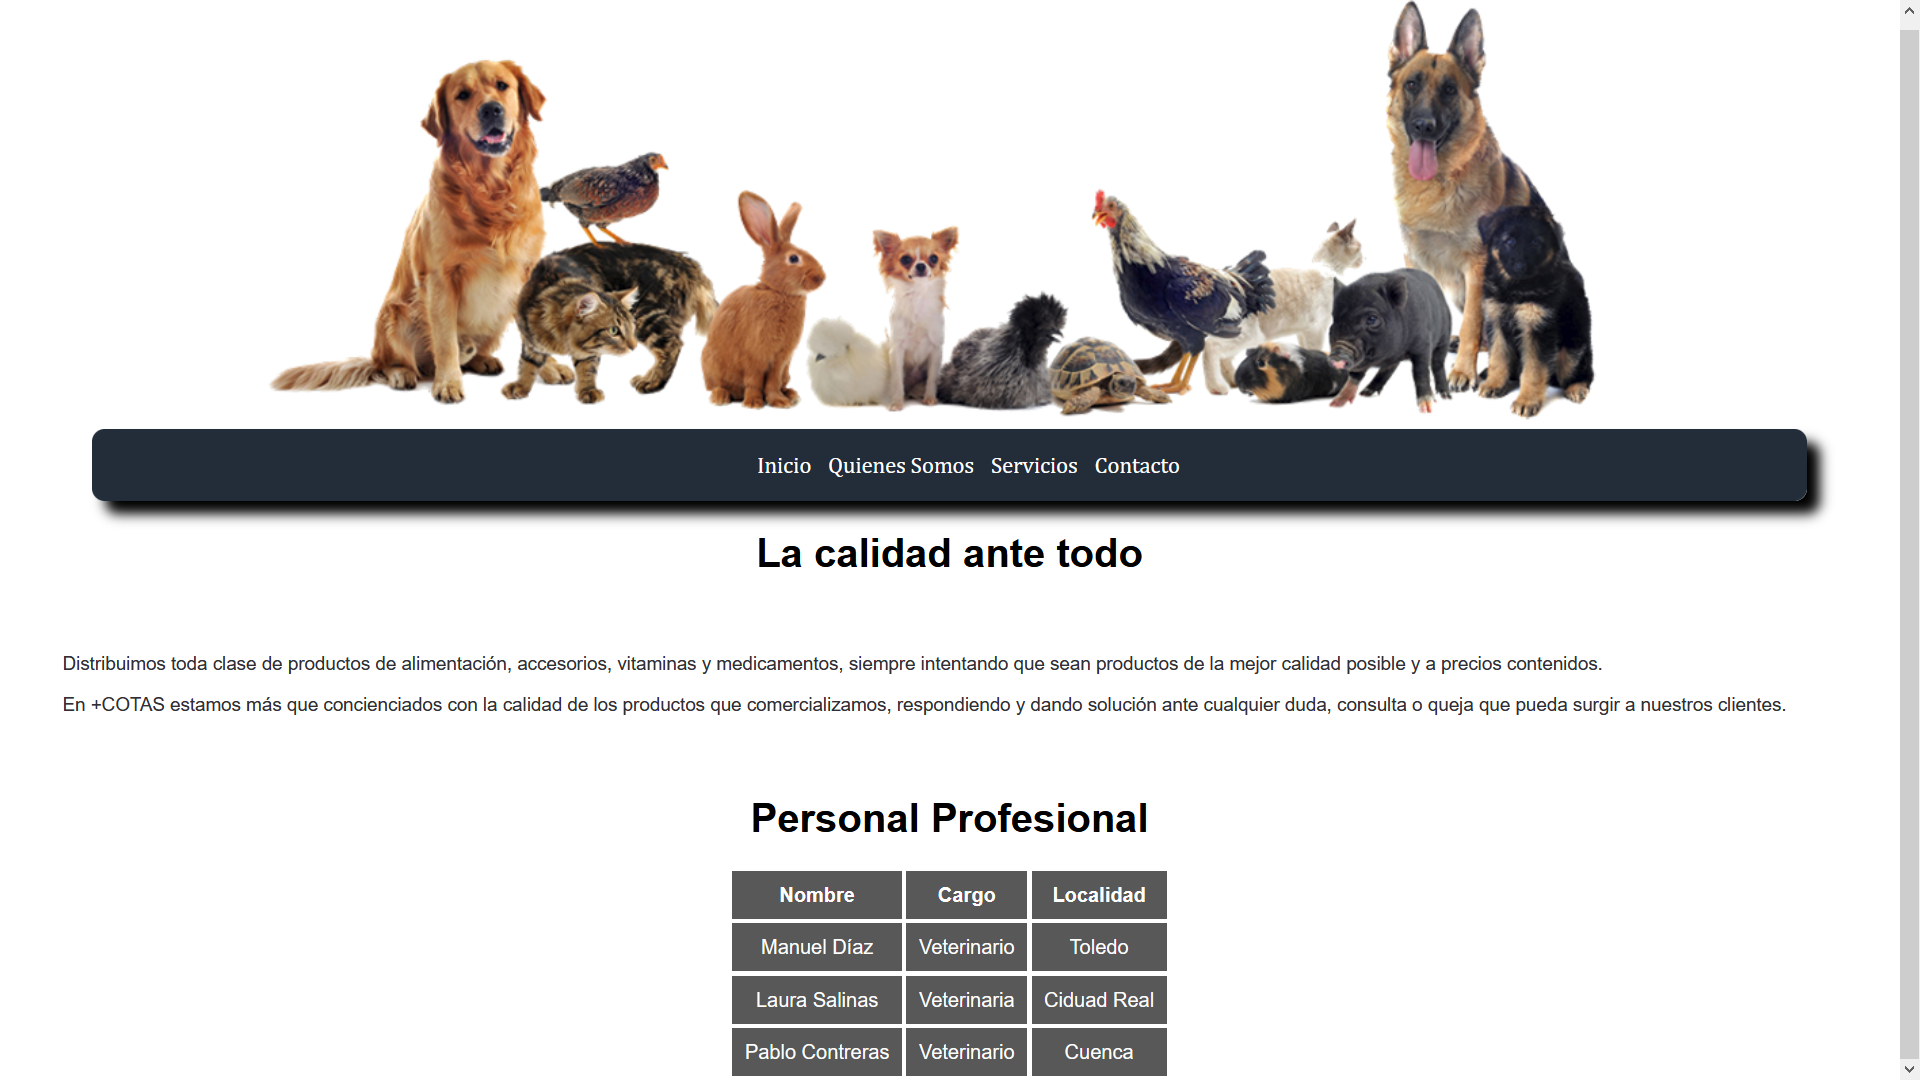 Inicio Quienes Somos Servicios Contacto
La calidad ante todo
Distribuimos toda clase de productos de alimentación, accesorios, vitaminas y medicamentos, siempre intentando que sean productos de la mejor calidad posible y a precios contenidos.
En +COTAS estamos más que concienciados con la calidad de los productos que comercializamos, respondiendo y dando solución ante cualquier duda, consulta o queja que pueda surgir a nuestros clientes.
Personal Profesional
Nombre Cargo Localidad
Manuel Díaz Veterinario Toledo
Laura Salinas Veterinaria Ciduad Real
Pablo Contreras Veterinario Cuenca